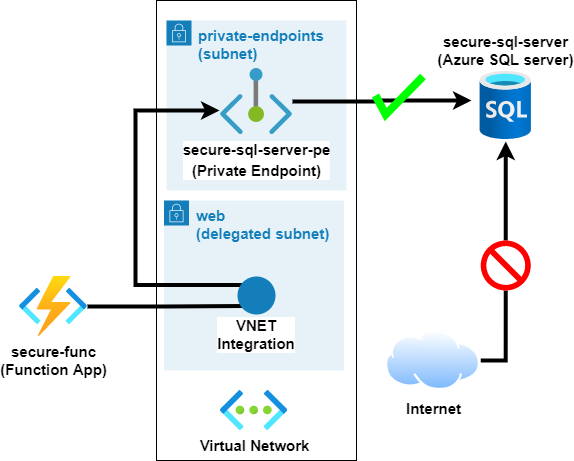 private-endpoints
(subnet)
secure-sql-server-pe
(Private Endpoint)
secure-sql-server
(Azure SQL server)
SQL
web
(delegated subnet)
VNET
Integration
secure-func
(Function App)
Internet
Virtual Network